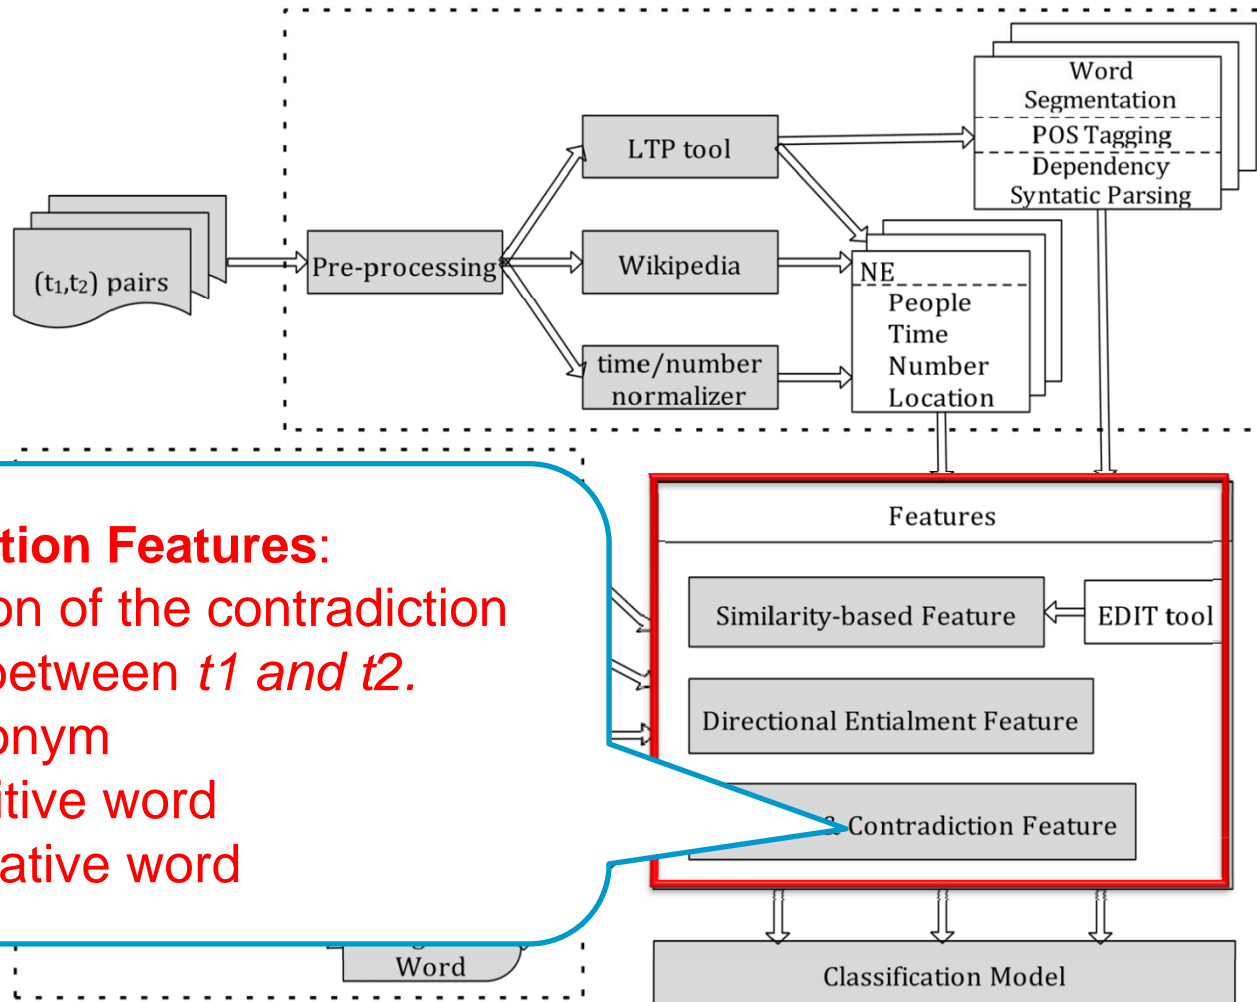 Word
Segmentation
POS Tagging
Dependency
Syntatic Parsing
LTP tool
(t1,t2) pairs
Pre-processing
Wikipedia
NE
People
Time
Number
Location
time/number
normalizer
tion Features:
on of the contradiction
between t1 and t2.
onym
itive word
ative word
Features
Similarity-based Feature
EDIT tool
Directional Entialment Feature
& Contradiction Feature
Word
Classification Model